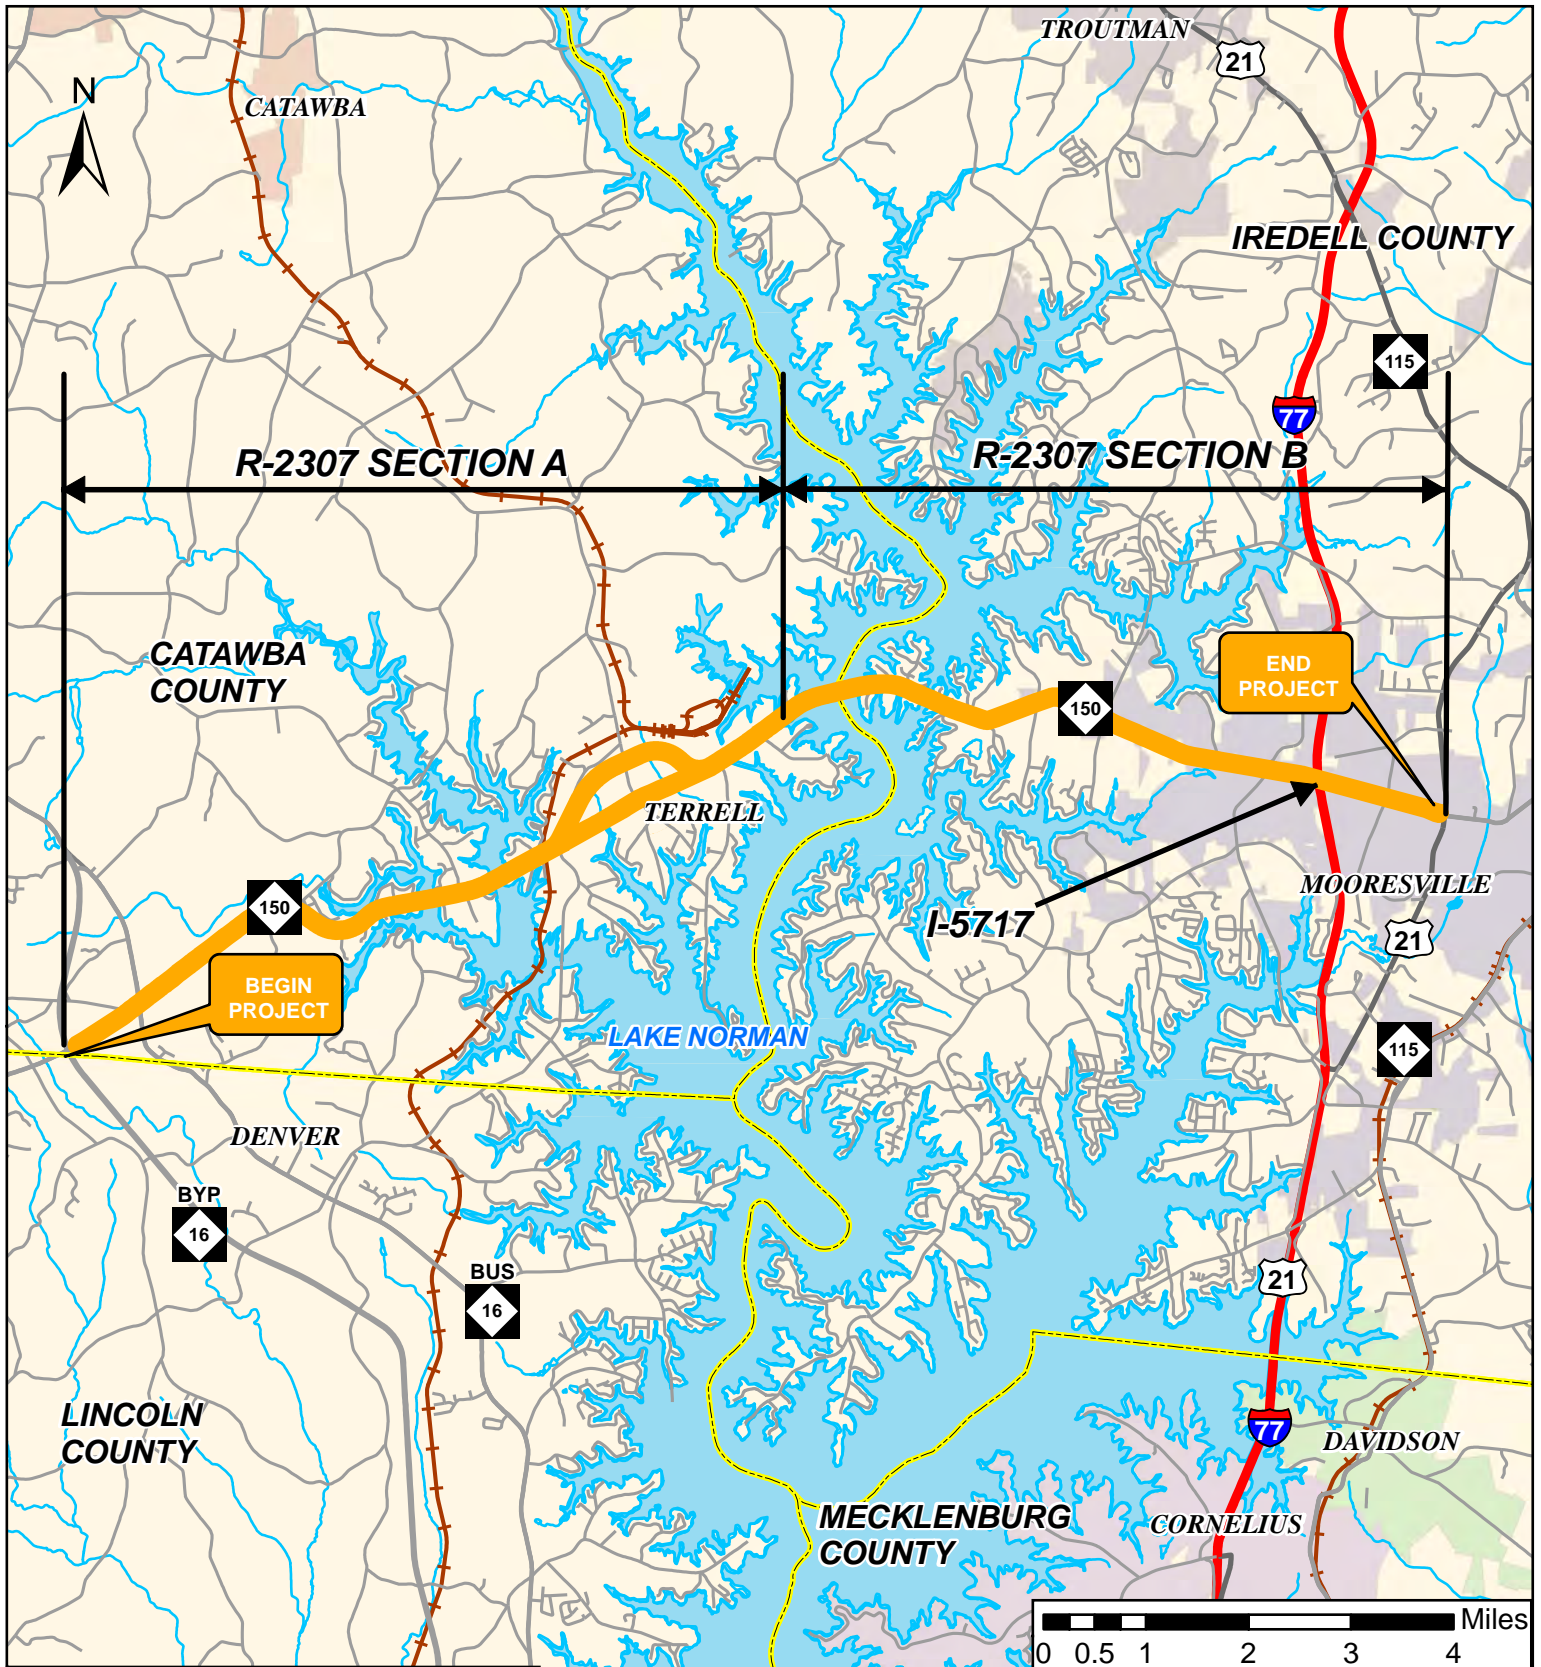 TROUTMAN
21
N
CATAWBA
IREDELL COUNTY
115
77
R-2307 SECTION A
R-2307 SECTION B
CATAWBA
COUNTY
END
PROJECT
150
TERRELL
MOORESVILLE
150
I-5717
21
BEGIN
PROJECT
LAKE NORMAN
115
DENVER
BYP
16
BUS
16
21
LINCOLN
COUNTY
77
DAVIDSON
MECKLENBURG
COUNTY
CORNELIUS
Miles
0 0.5 1 2 3 4